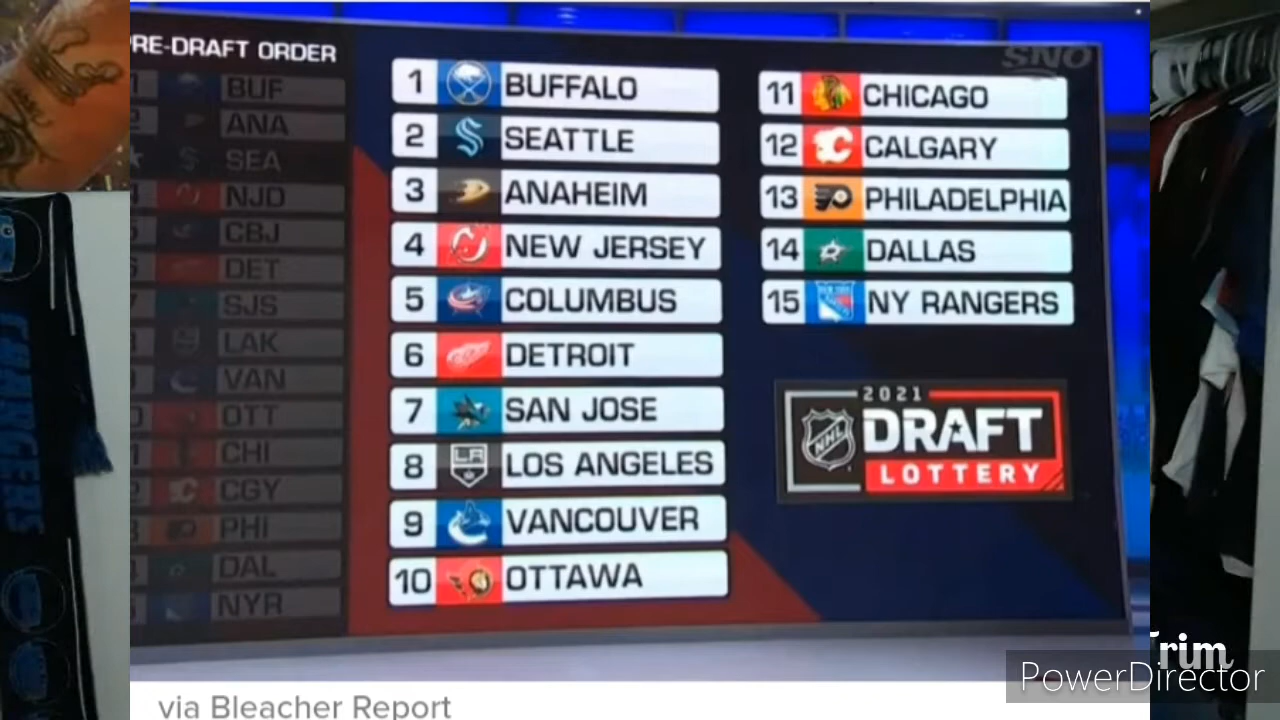 PRE-DRAFT ORDER
BUF
ANA
SEA
NJD
CBJ
DET
SJS
LAK
VAN
OTT
CHI
CGY
PHI
DAL
NYR
1 BUFFALO
2 SEATTLE
3 ANAHEIM
4 NEW JERSEY
5 COLUMBUS
6 DETROIT
7 SAN JOSE
8 LA LOS ANGELES
9 VANCOUVER
10 OTTAWA
11 CHICAGO
12 CALGARY
13 PHILADELPHIA
14 DALLAS
15 NY RANGERS
2021
NHL DRAFT
LOTTERY
via Bleacher Report
Trim
PowerDirector